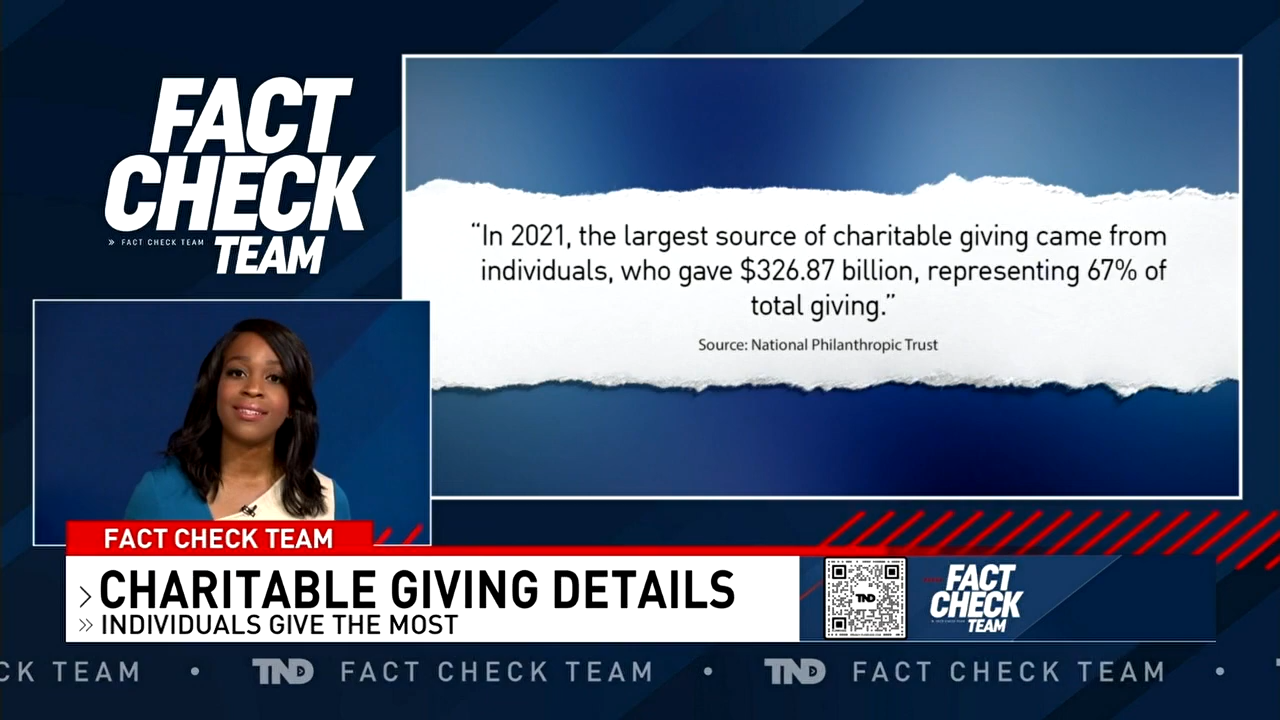 FACT
CHECK
» FACT CHECK TEAM
TEAM
“In 2021, the largest source of charitable giving came from
individuals, who gave $326.87 billion, representing 67% of
total giving.”
Source: National Philanthropic Trust
FACT CHECK TEAM
CHARITABLE GIVING DETAILS
» INDIVIDUALS GIVE THE MOST
TND
FACT
CHECK
TEAM
CK TEAM • TND FACT CHECK TEAM • TND FACT CHECK TEAM •